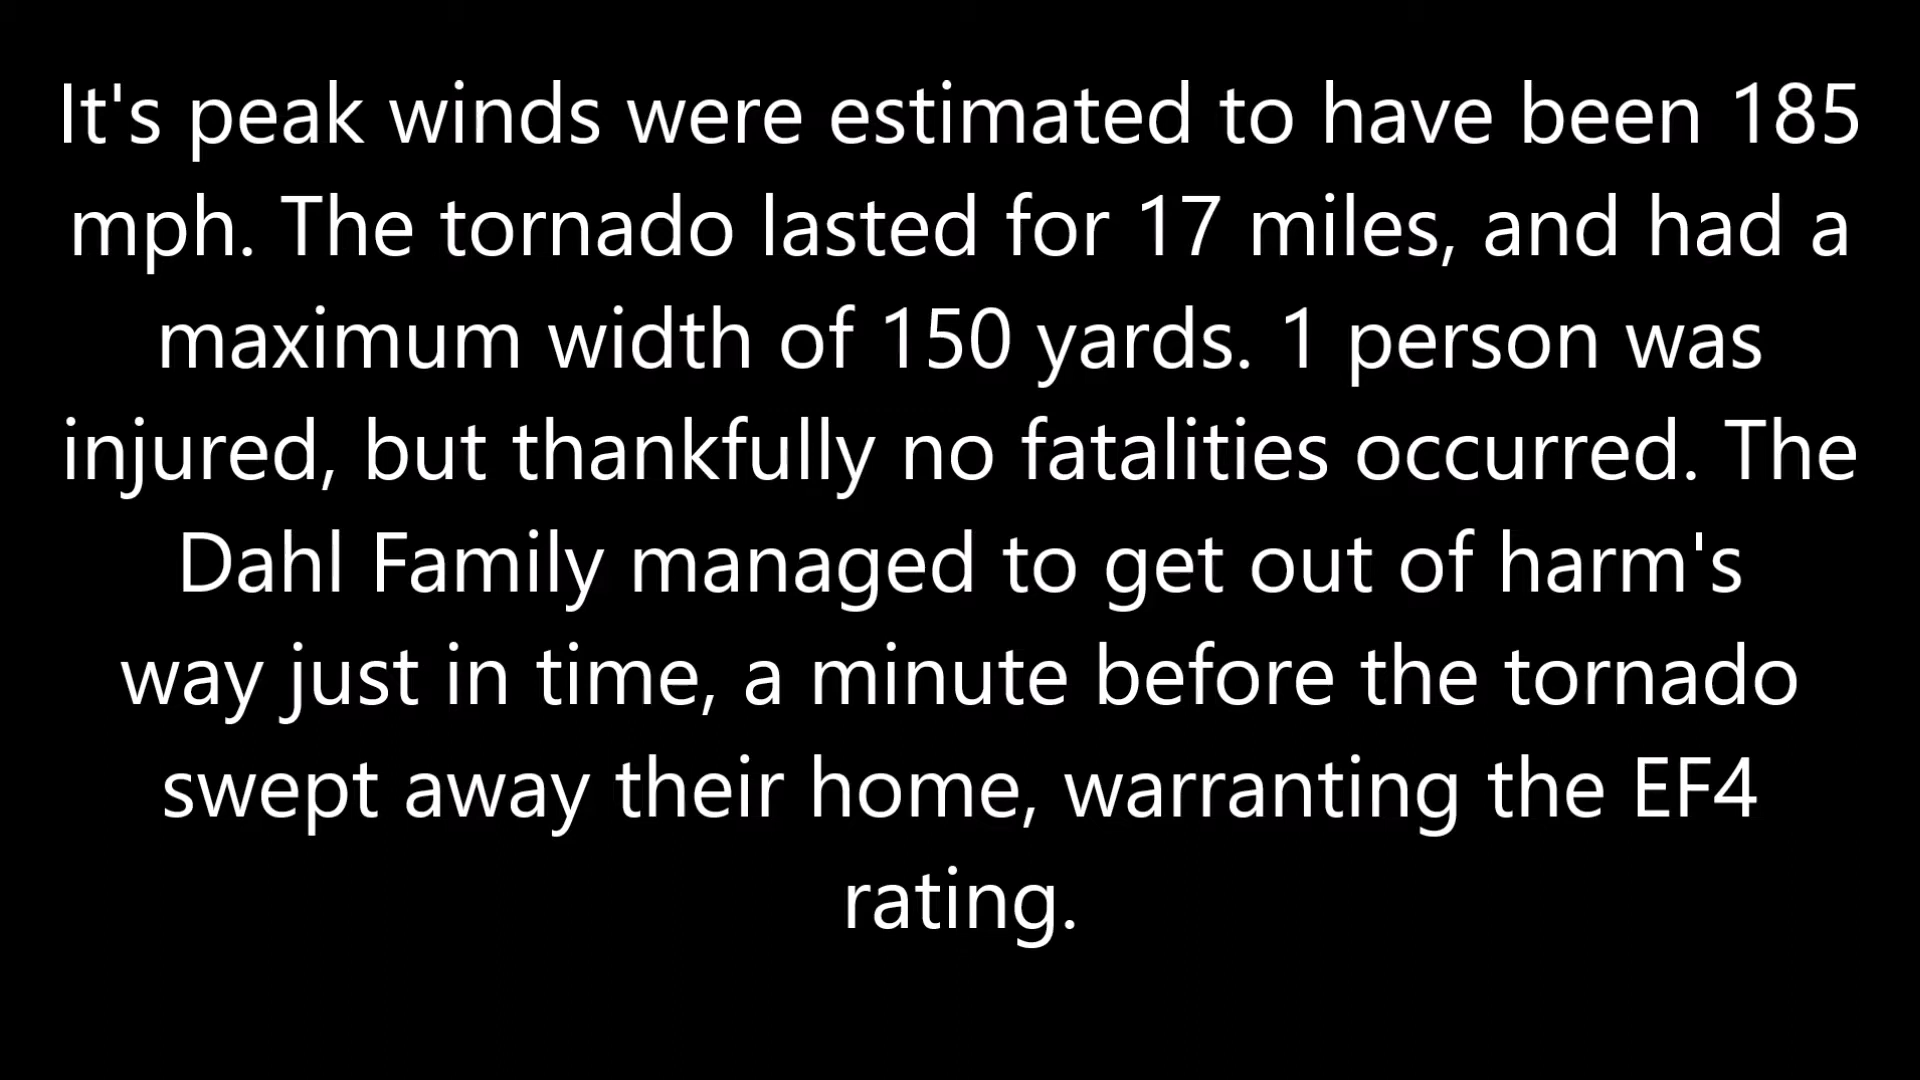 It's peak winds were estimated to have been 185
mph. The tornado lasted for 17 miles, and had a
maximum width of 150 yards. 1 person was
injured, but thankfully no fatalities occurred. The
Dahl Family managed to get out of harm's
way just in time, a minute before the tornado
swept away their home, warranting the EF4
rating.